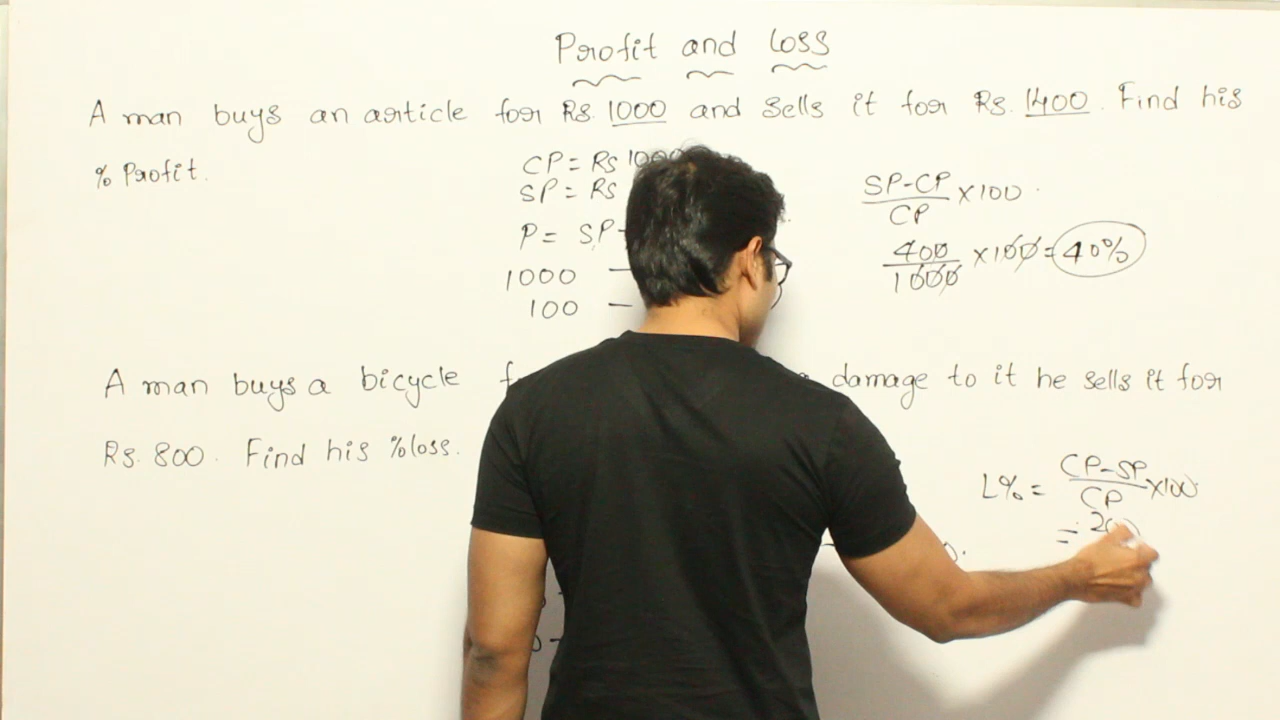 Profit and loss
A man buys an article for Rs. 1000 and sells it for Rs. 1400. Find his
% Profit.
CP = Rs 1000
SP = Rs
P = SP-
1000 —
100 —
SP-CP
CP
×100
400
1000
×100 = 40%
A man buys a bicycle
damage to it he sells it for
Rs. 800. Find his %loss.
L% = CP-SP
CP
×100
=